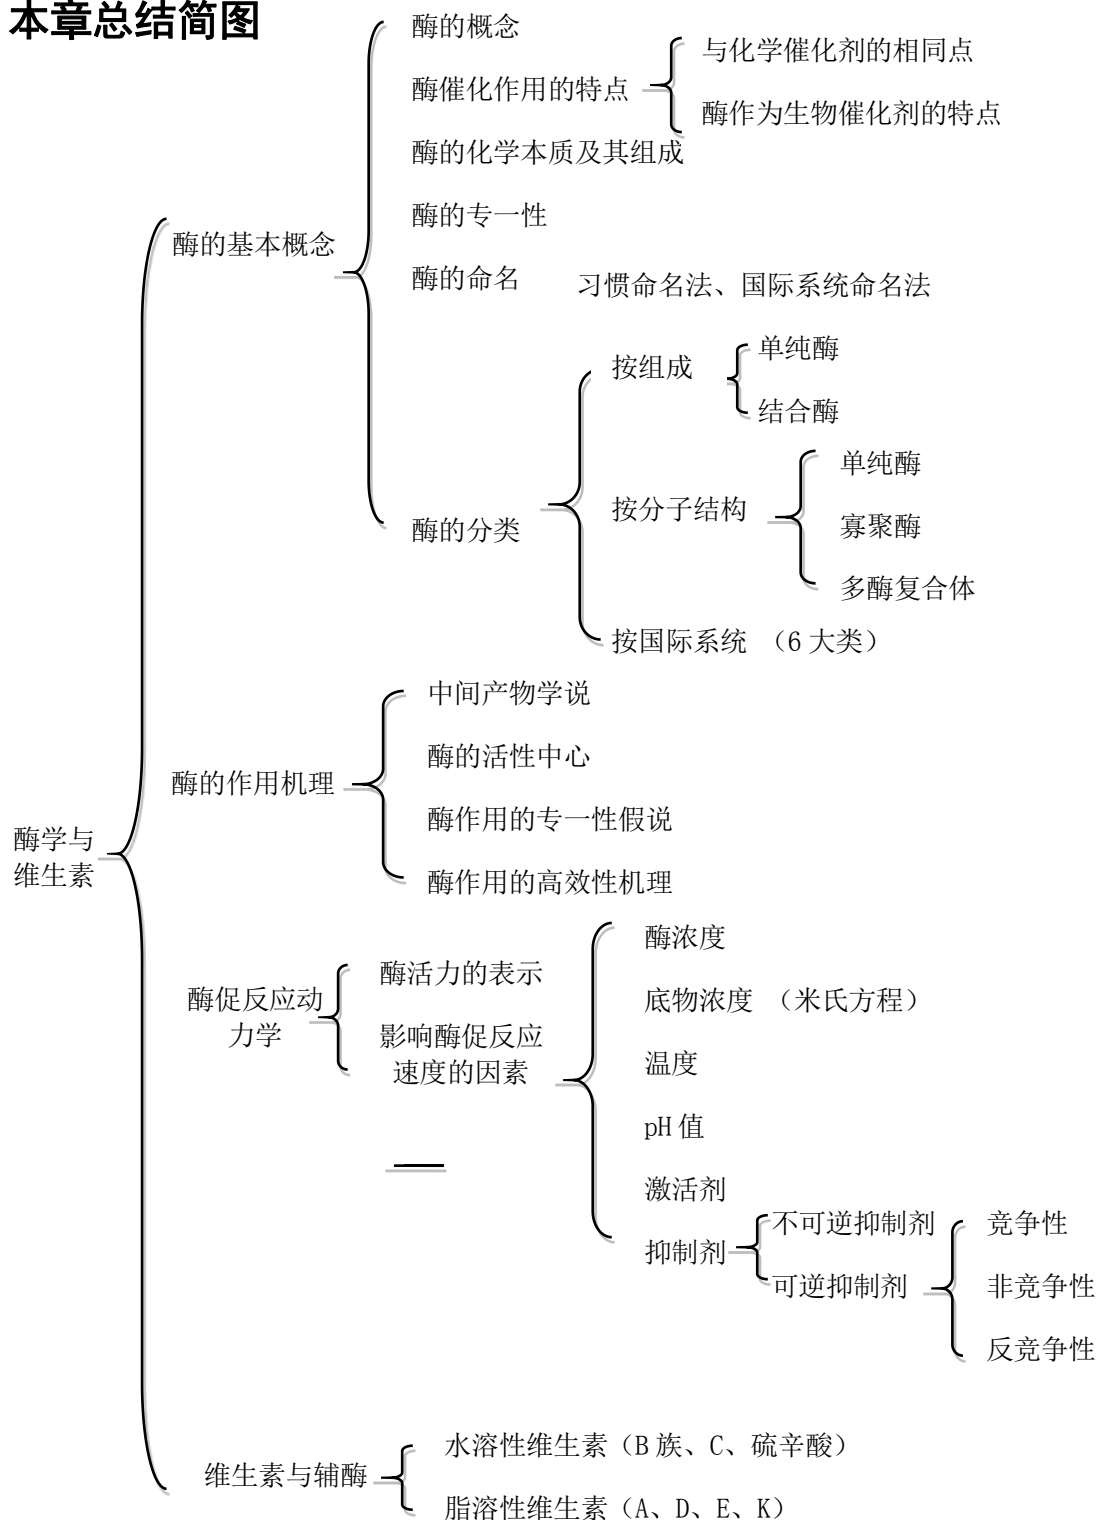 本章总结简图
酶的概念
与化学催化剂的相同点
酶催化作用的特点
酶作为生物催化剂的特点
酶的化学本质及其组成
酶的专一性
酶的基本概念
酶的命名 习惯命名法、国际系统命名法
单纯酶
按组成
结合酶
单纯酶
按分子结构
酶的分类
寡聚酶
多酶复合体
按国际系统 （6 大类）
中间产物学说
酶的活性中心
酶的作用机理
酶作用的专一性假说
酶学与
维生素
酶作用的高效性机理
酶浓度
酶活力的表示
酶促反应动
力学
底物浓度 （米氏方程）
影响酶促反应
速度的因素
温度
pH 值
激活剂
不可逆抑制剂
竞争性
抑制剂
可逆抑制剂
非竞争性
反竞争性
水溶性维生素（B 族、C、硫辛酸）
维生素与辅酶
脂溶性维生素（A、D、E、K）